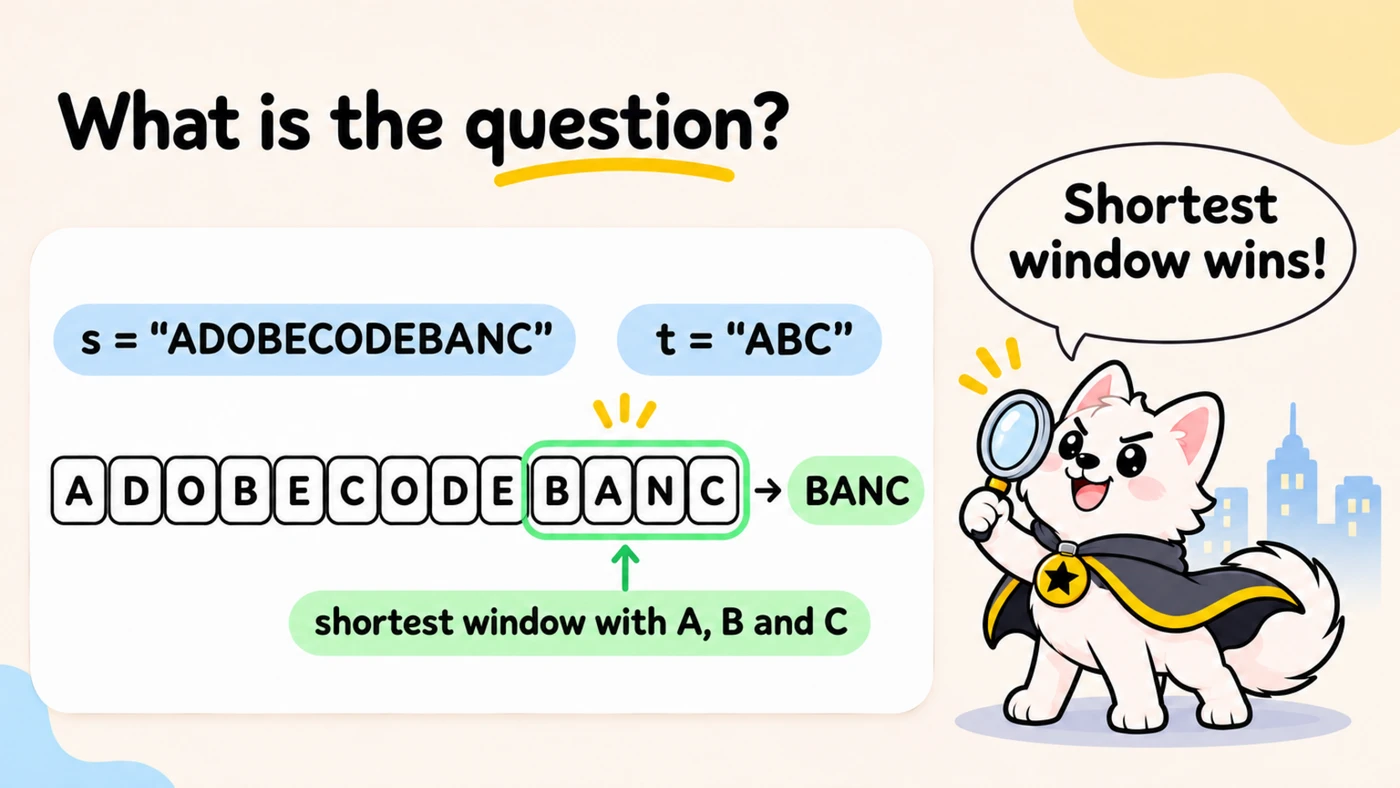 What is the question?
Shortest
window wins!
s = “ADOBECODEBANC”
t = “ABC”
A D O B E C O D E B A N C → BANC
shortest window with A, B and C